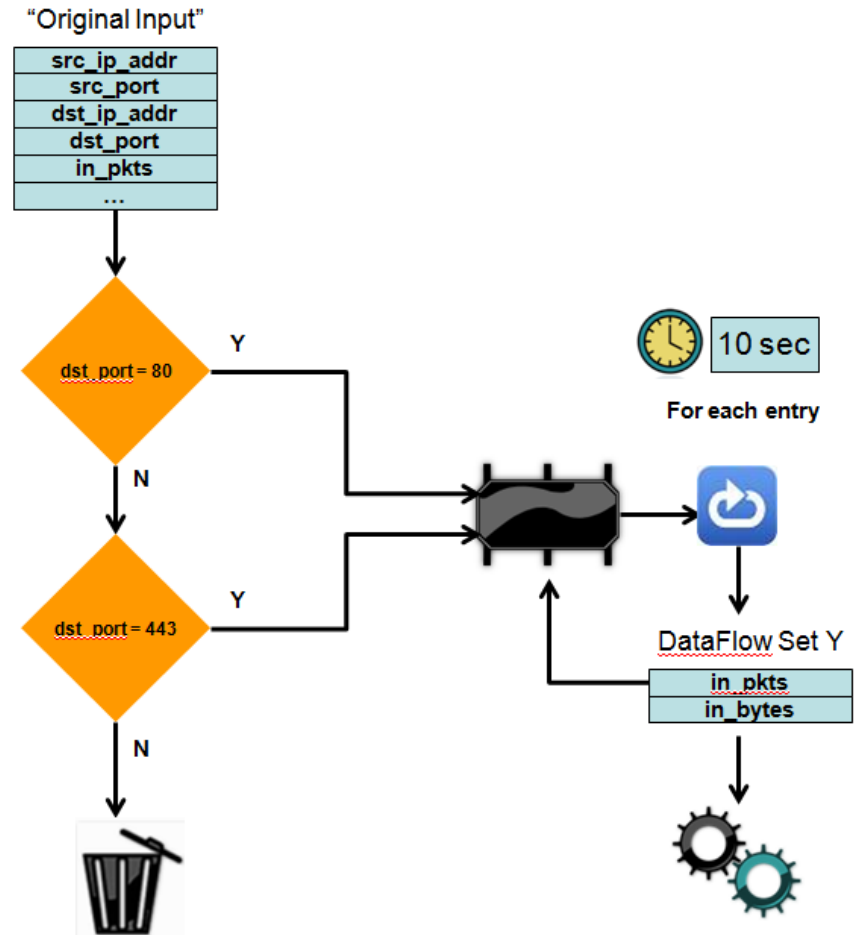 “Original Input”
src_ip_addr
src_port
dst_ip_addr
dst_port
in_pkts
...
dst_port = 80
Y
N
dst_port = 443
Y
N
10 sec
For each entry
DataFlow Set Y
in_pkts
in_bytes